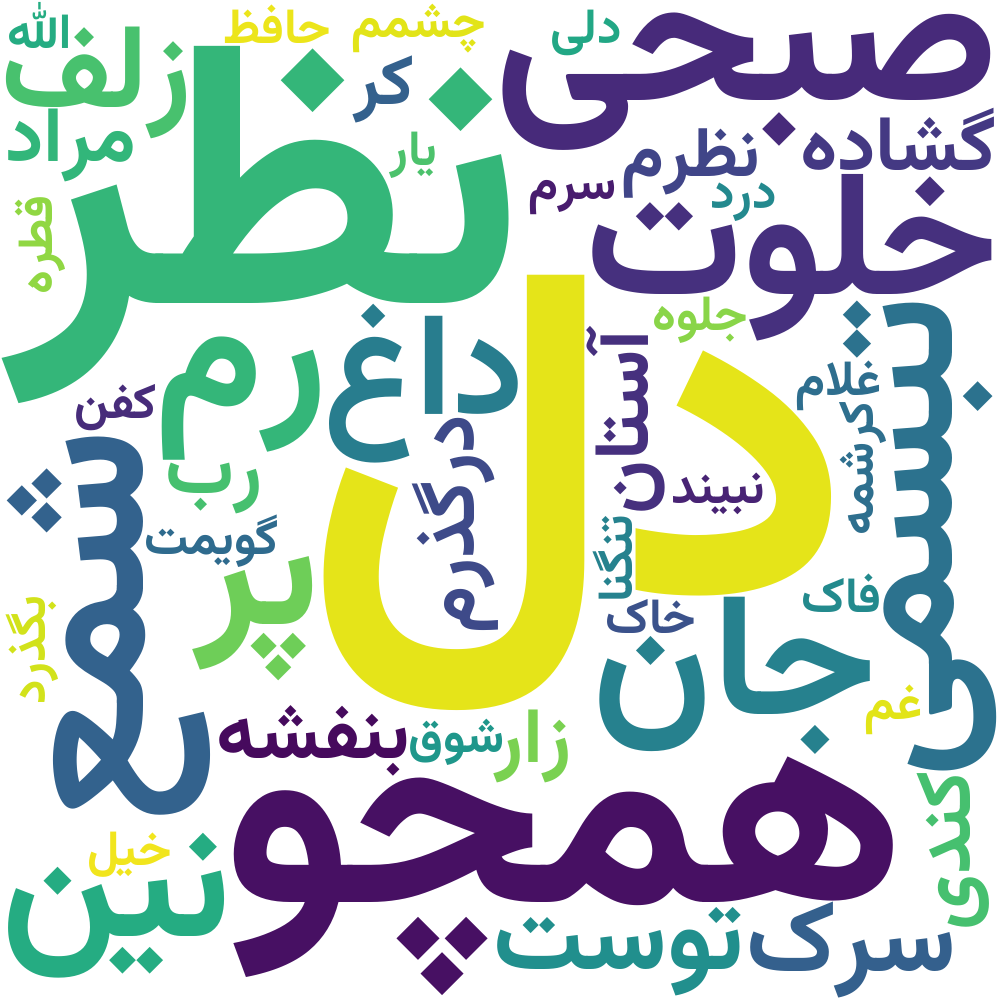 الله
زلف
حافظ
چشمم
دلی
صبحی
کر
مراد
نظر
یار
نظرم
گشاده
سرم
درد
خلوت
قطره
جلوه
رم
داغ
آستان
تبسمی
غلام
کرشمه
کفن
شمع
رب
درگذرم
دل
نبیند
گویمت
پر
تنگنا
خاک
فاک
جان
بگذرد
غم
بنفشه
شوق
زار
همچو
کندی
خیل
نین
توست
سرک